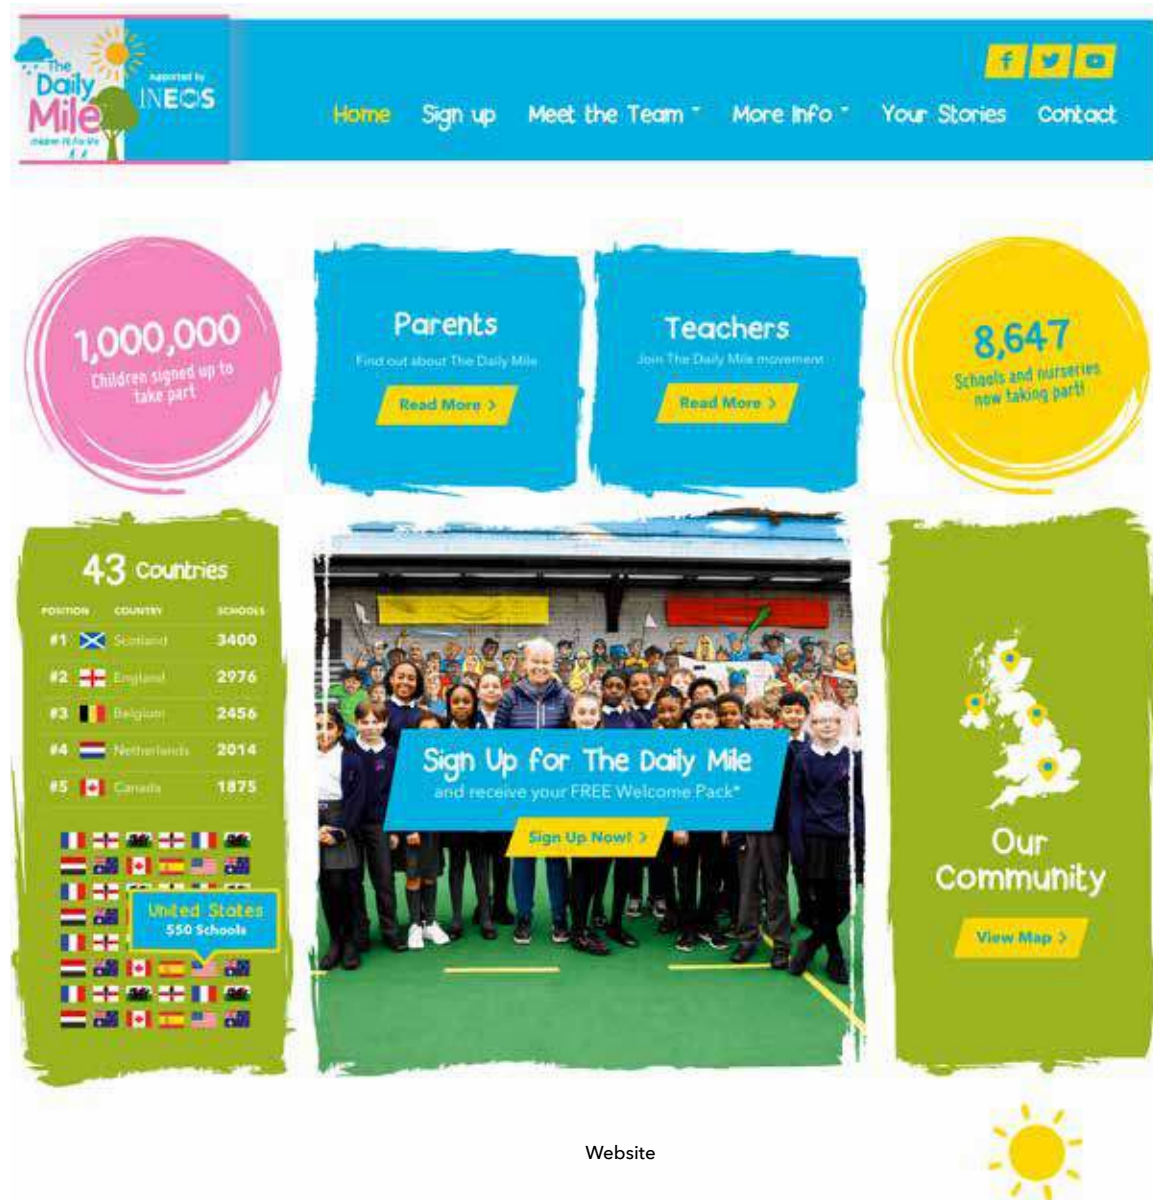 The
Daily
Mile
children fit for life
supported by
INEOS
Home Sign up Meet the Team More Info Your Stories Contact
1,000,000
Children signed up to
take part
Parents
Find out about The Daily Mile
Read More >
Teachers
Join The Daily Mile movement
Read More >
8,647
Schools and nurseries
now taking part!
43 Countries
POSITION COUNTRY SCHOOLS
#1 Scotland 3400
#2 England 2976
#3 Belgium 2456
#4 Netherlands 2014
#5 Canada 1875
United States
550 Schools
Sign Up for The Daily Mile
and receive your FREE Welcome Pack*
Sign Up Now! >
Our
Community
View Map >
Website